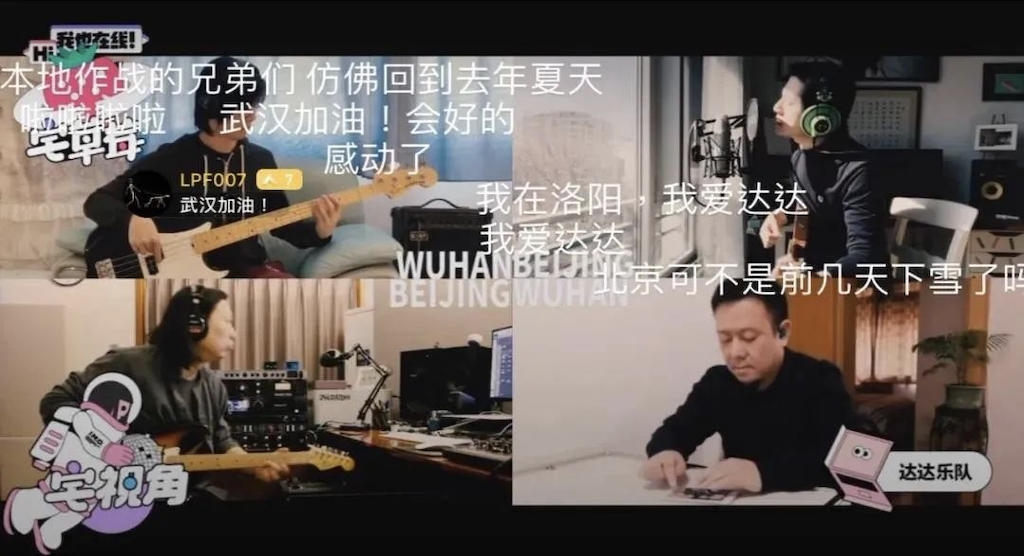 我也在线!
Hi
本地作战的兄弟们 仿佛回到去年夏天
啦啦啦啦 武汉加油！会好的
宅草莓
感动了
LPF007 7
武汉加油！
我在洛阳，我爱达达
我爱达达
WUHANBEIJING
BEIJINGWUHAN
北京可不是前几天下雪了吗
宅视角
达达乐队